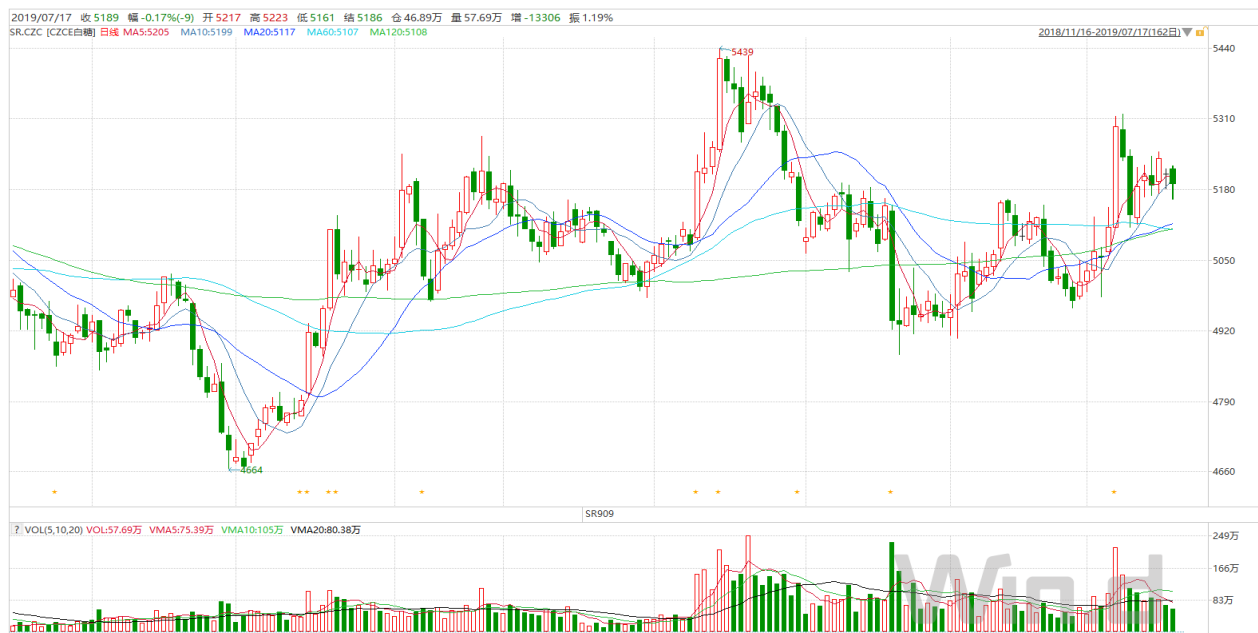 2019/07/17 收 5189 幅 -0.17%(-9) 开 5217 高 5223 低 5161 结 5186 仓 46.89万 量 57.69万 增 -13306 振 1.19%
SR.CZC [CZCE白糖] 日线 MA5:5205 MA10:5199 MA20:5117 MA60:5107 MA120:5108 2018/11/16-2019/07/17(162日)
5440
5439
5310
5180
5050
4920
4790
4660
4664
SR909
? VOL(5,10,20) VOL:57.69万 VMA5:75.39万 VMA10:105万 VMA20:80.38万
249万
166万
83万
Wind